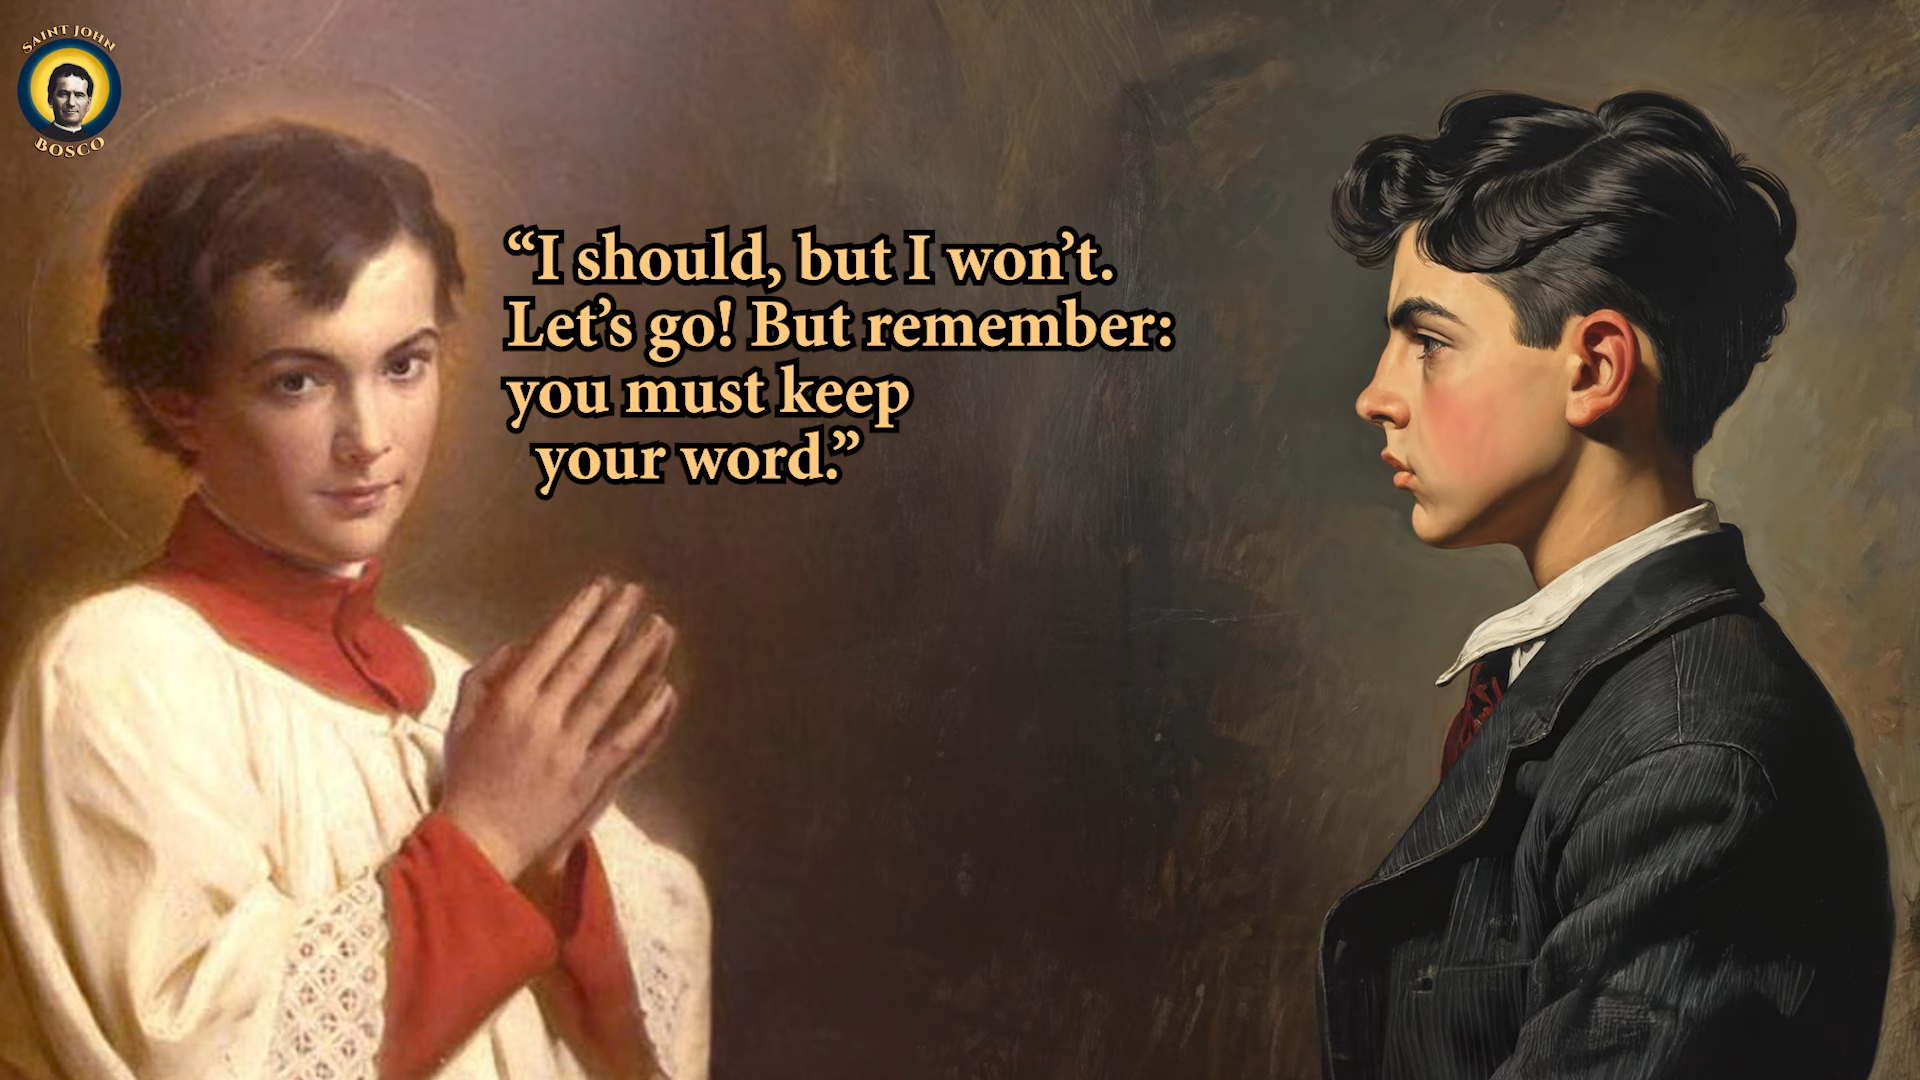 SAINT JOHN
BOSCO
“I should, but I won’t.
Let’s go! But remember:
you must keep
your word.”